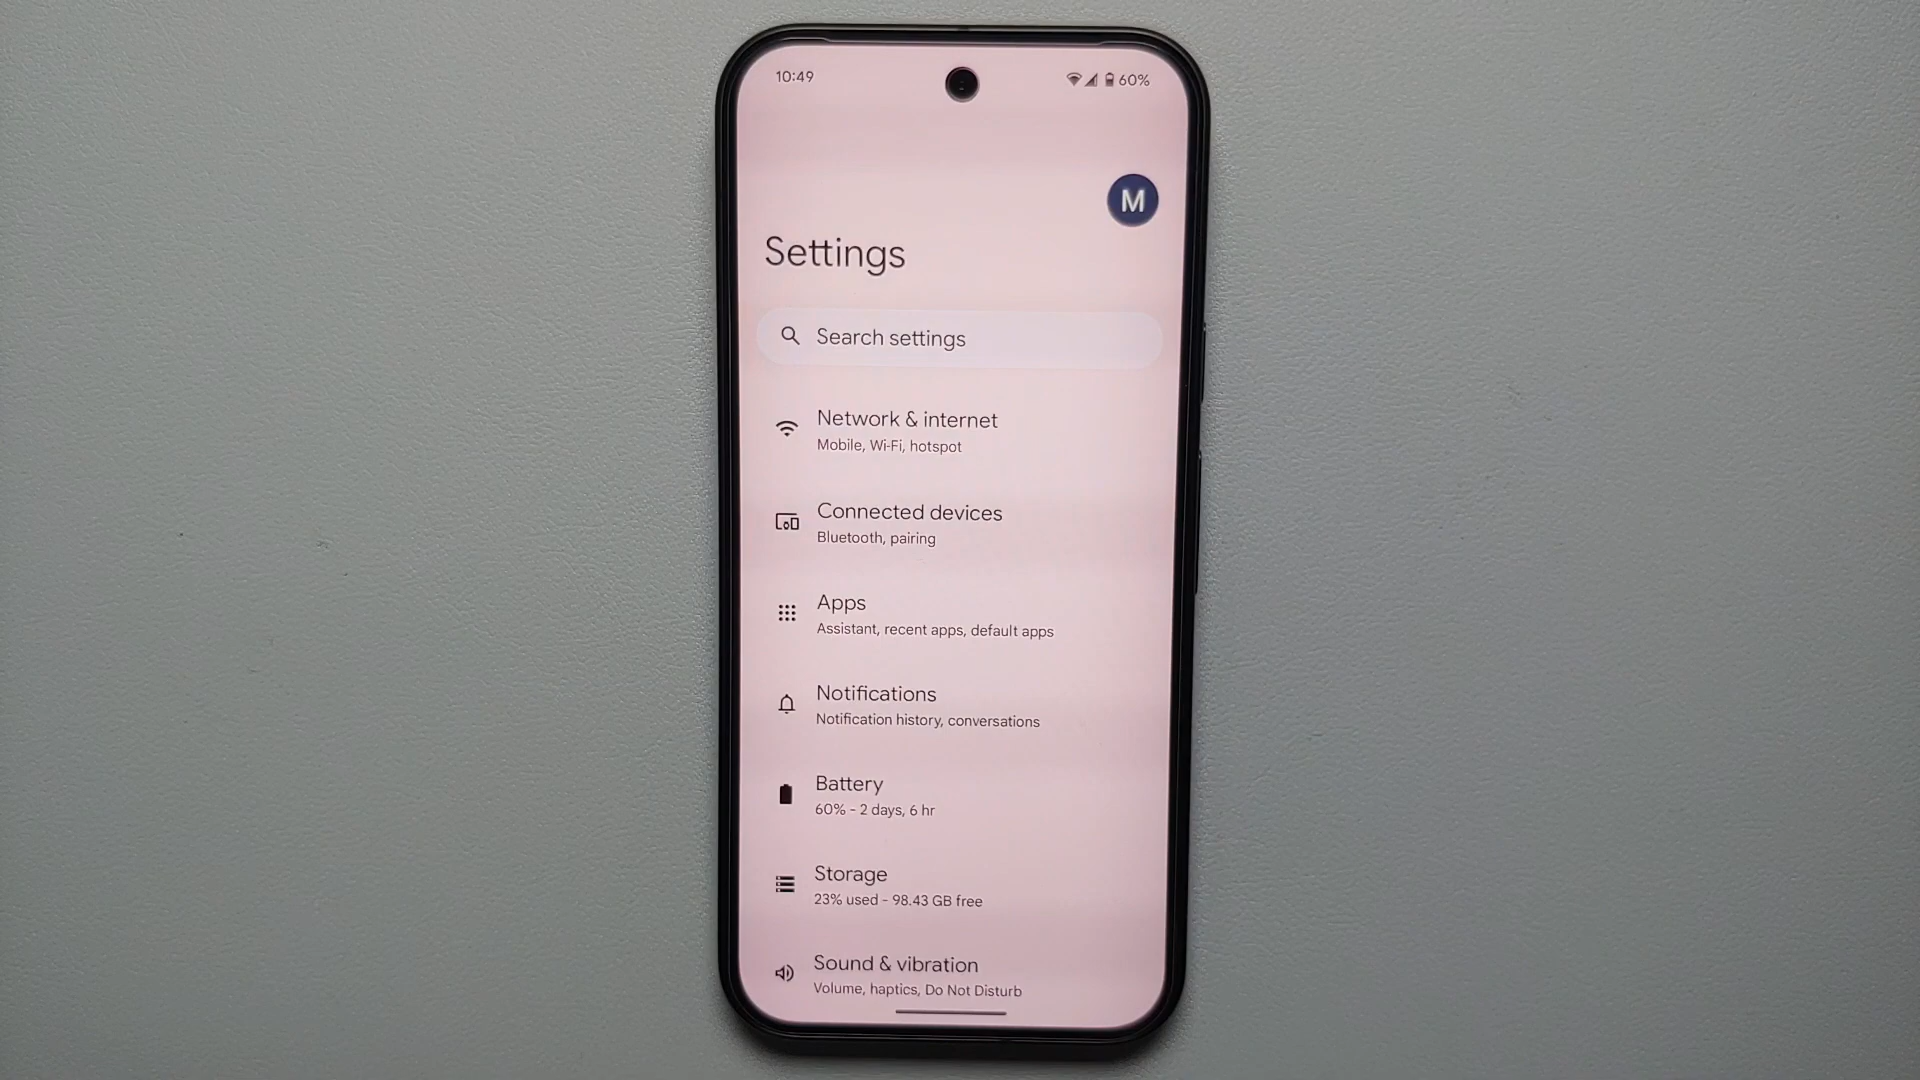 10:49
60%
M
Settings
Search settings
Network & internet
Mobile, Wi-Fi, hotspot
Connected devices
Bluetooth, pairing
Apps
Assistant, recent apps, default apps
Notifications
Notification history, conversations
Battery
60% - 2 days, 6 hr
Storage
23% used - 98.43 GB free
Sound & vibration
Volume, haptics, Do Not Disturb